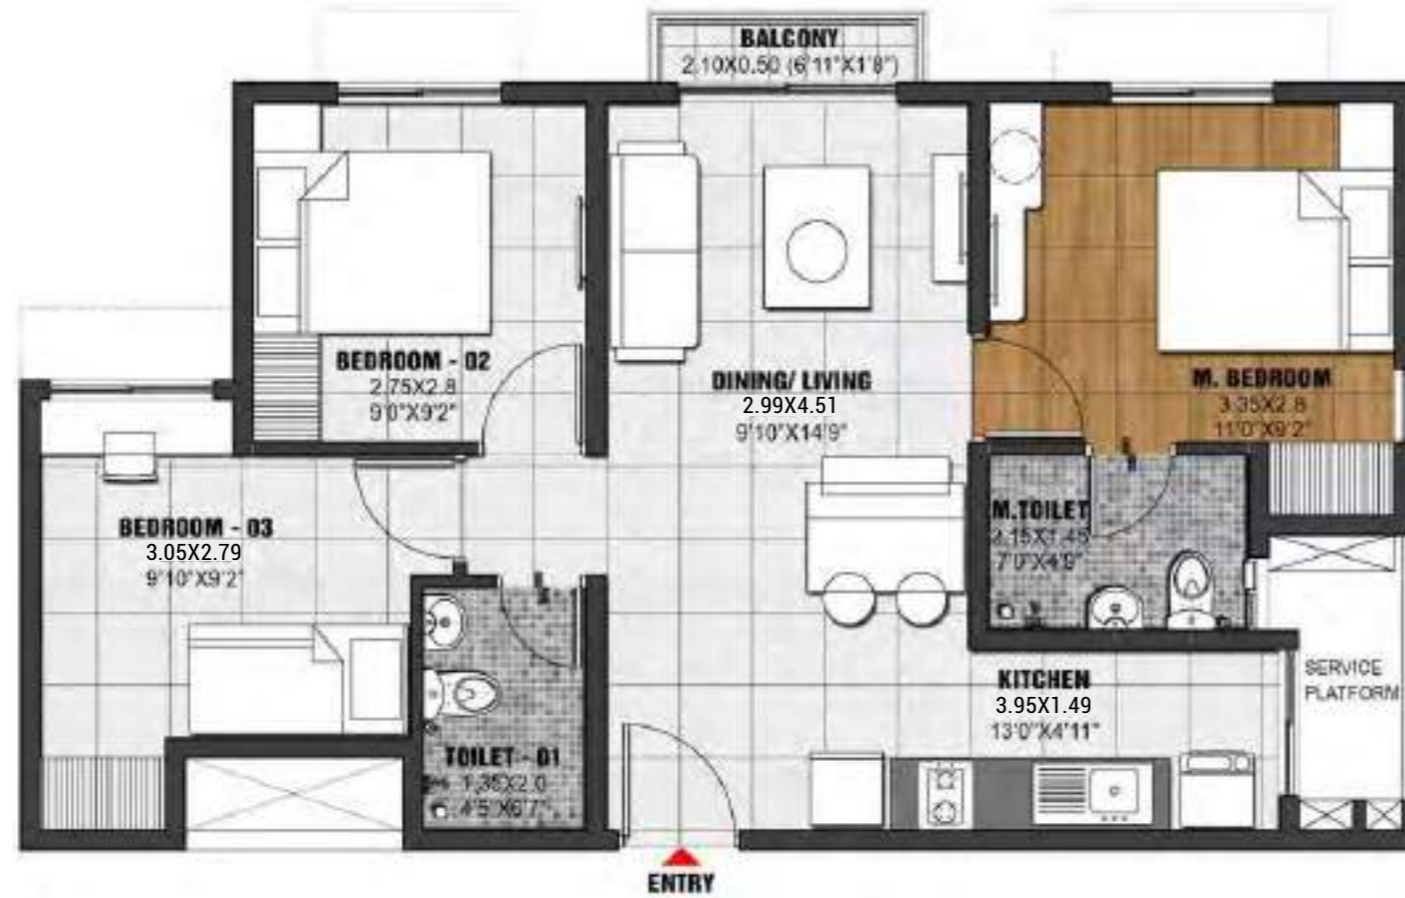 BALCONY
2.10X0.50 (6'11"X1'8")
BEDROOM - 02
2.75X2.8
9'0"X9'2"
DINING/ LIVING
2.99X4.51
9'10"X14'9"
M. BEDROOM
3.35X2.8
11'0"X9'2"
BEDROOM - 03
3.05X2.79
9'10"X9'2"
M.TOILET
2.15X1.45
7'0"X4'9"
KITCHEN
3.95X1.49
13'0"X4'11"
SERVICE
PLATFORM
TOILET - 01
1.35X2.0
4'5"X6'7"
ENTRY